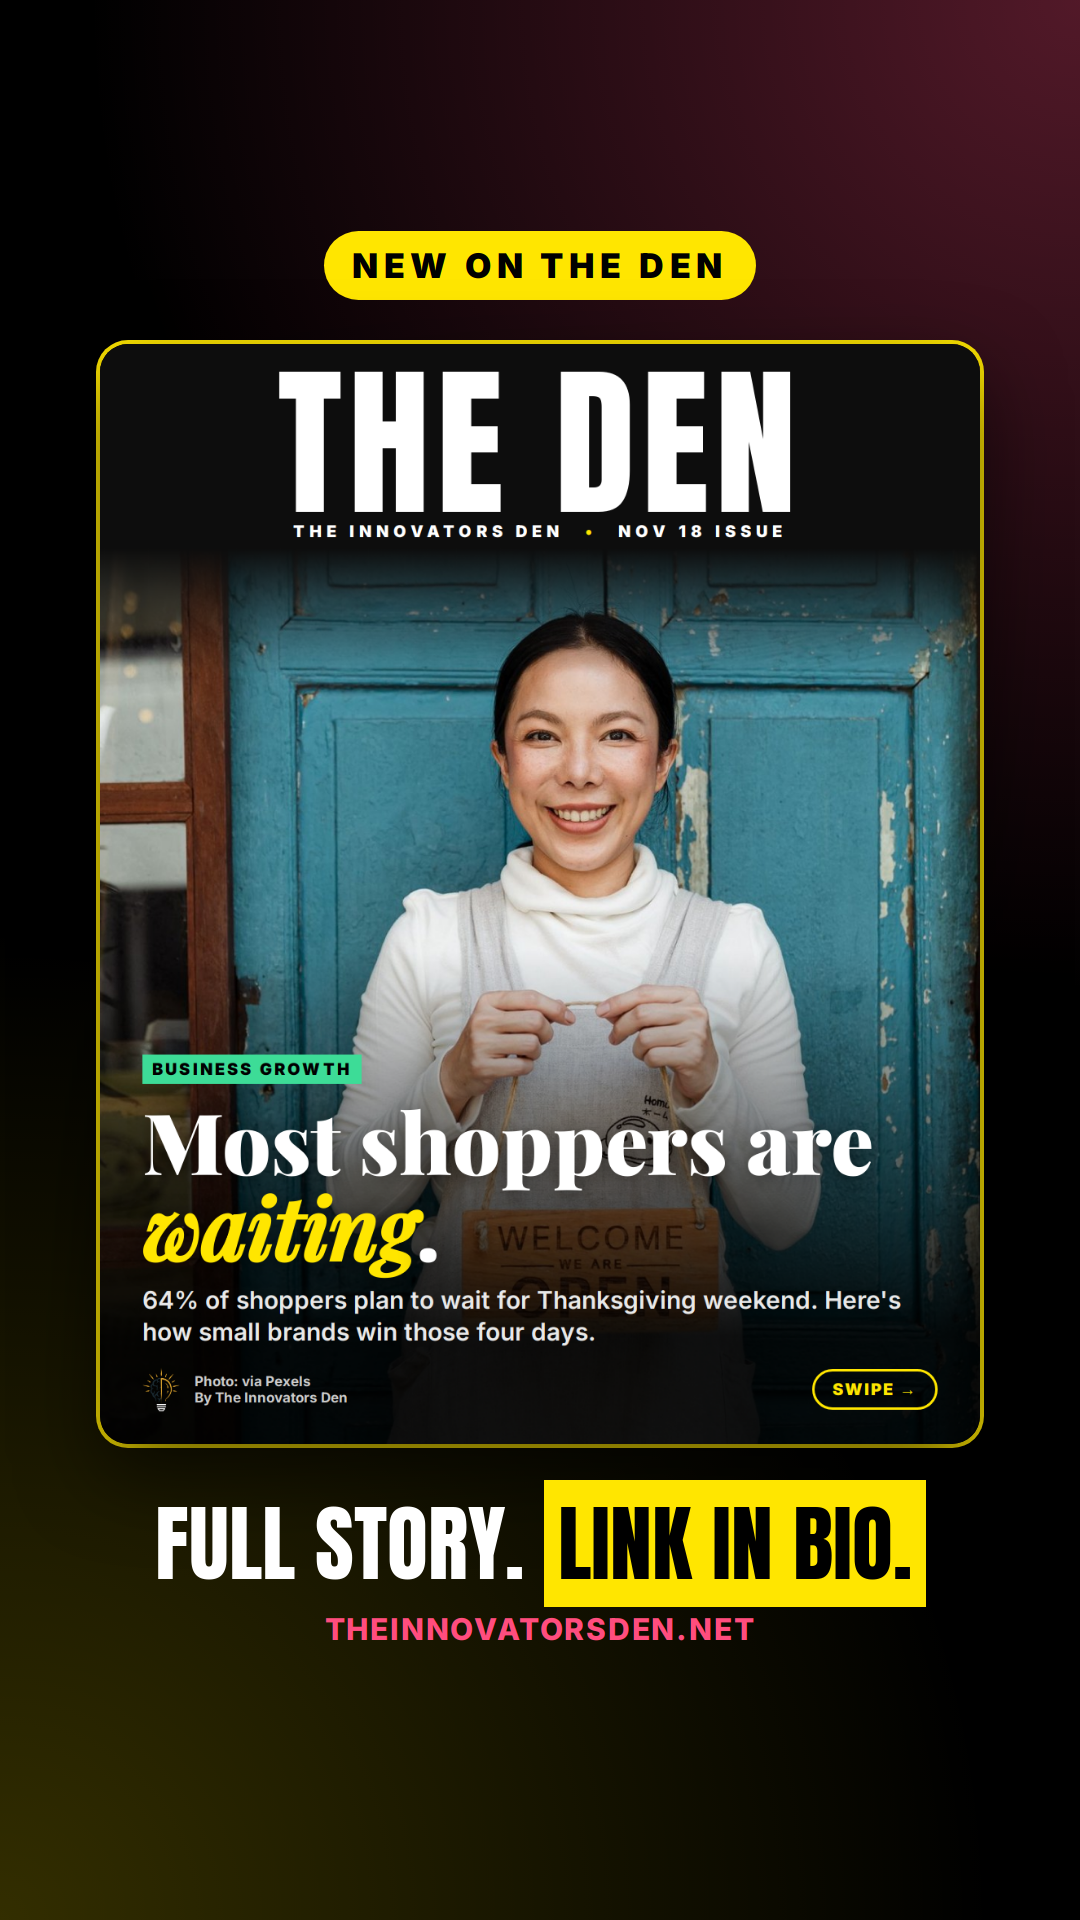 NEW ON THE DEN
THE DEN
THE INNOVATORS DEN • NOV 18 ISSUE
BUSINESS GROWTH
Most shoppers are
waiting.
WELCOME
WE ARE
OPEN
64% of shoppers plan to wait for Thanksgiving weekend. Here's
how small brands win those four days.
Photo: via Pexels
By The Innovators Den
SWIPE →
FULL STORY. LINK IN BIO.
THEINNOVATORSDEN.NET